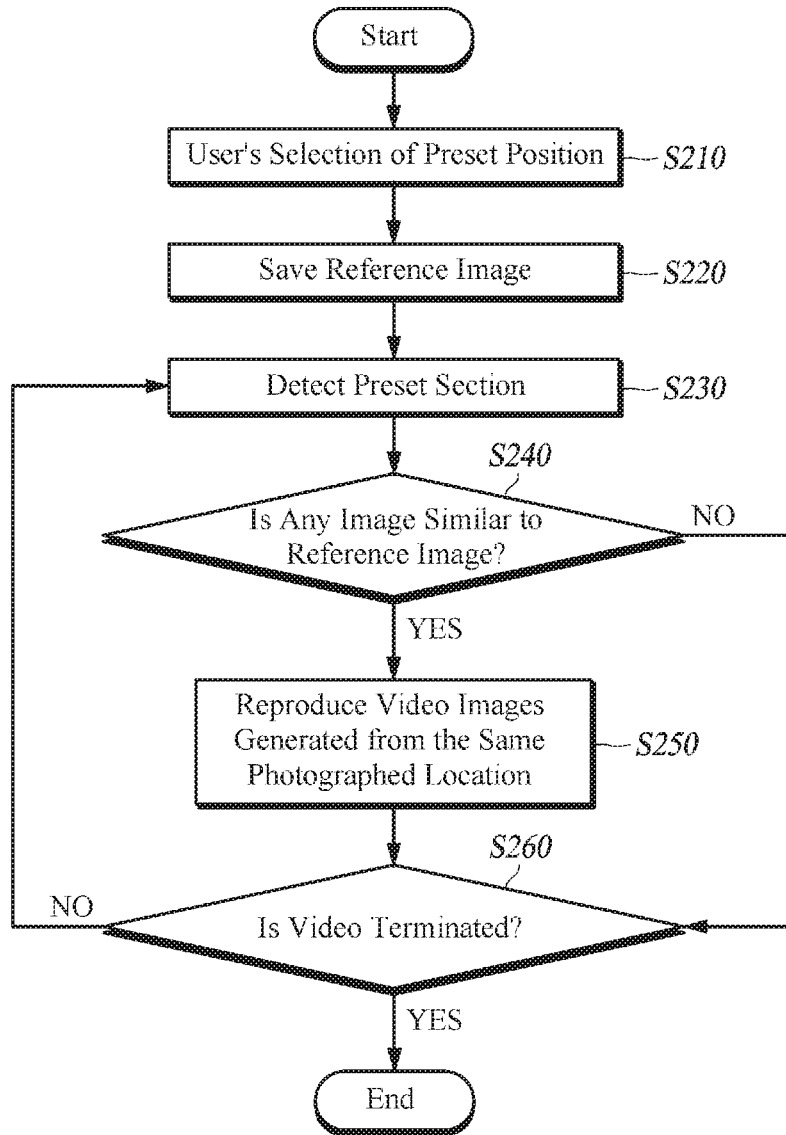 Start
User's Selection of Preset Position
S210
Save Reference Image
S220
Detect Preset Section
S230
S240
Is Any Image Similar to
Reference Image?
NO
YES
Reproduce Video Images
Generated from the Same
Photographed Location
S250
S260
NO
Is Video Terminated?
YES
End